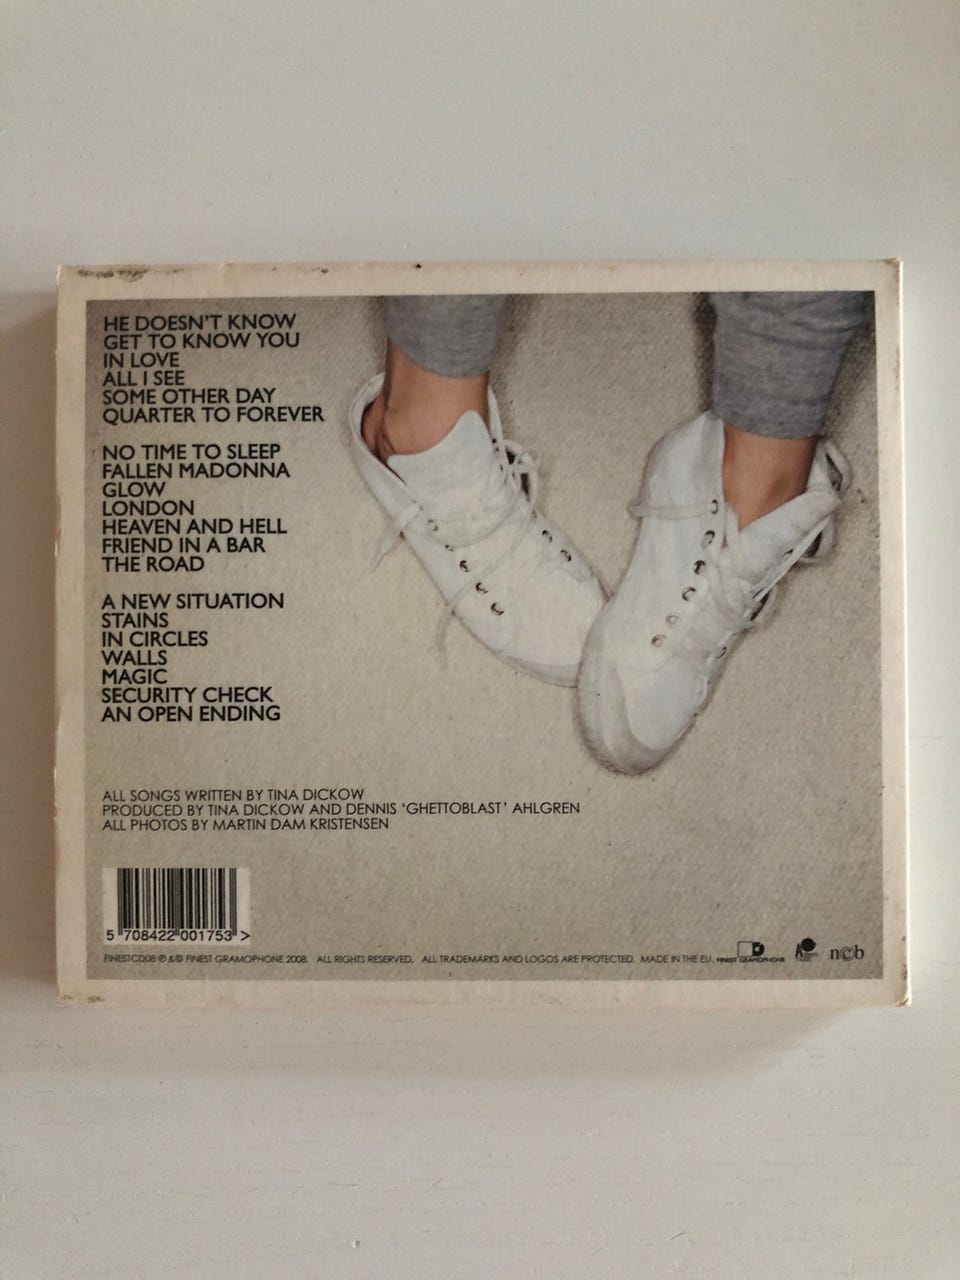 HE DOESN'T KNOW
GET TO KNOW YOU
IN LOVE
ALL I SEE
SOME OTHER DAY
QUARTER TO FOREVER
NO TIME TO SLEEP
FALLEN MADONNA
GLOW
LONDON
HEAVEN AND HELL
FRIEND IN A BAR
THE ROAD
A NEW SITUATION
STAINS
IN CIRCLES
WALLS
MAGIC
SECURITY CHECK
AN OPEN ENDING
ALL SONGS WRITTEN BY TINA DICKOW
PRODUCED BY TINA DICKOW AND DENNIS 'GHETTOBLAST' AHLGREN
ALL PHOTOS BY MARTIN DAM KRISTENSEN
5 708422 001753 >
FINESTCD08 ℗ & © FINEST GRAMOPHONE 2008. ALL RIGHTS RESERVED. ALL TRADEMARKS AND LOGOS ARE PROTECTED. MADE IN THE EU. FINEST GRAMOPHONE n©b